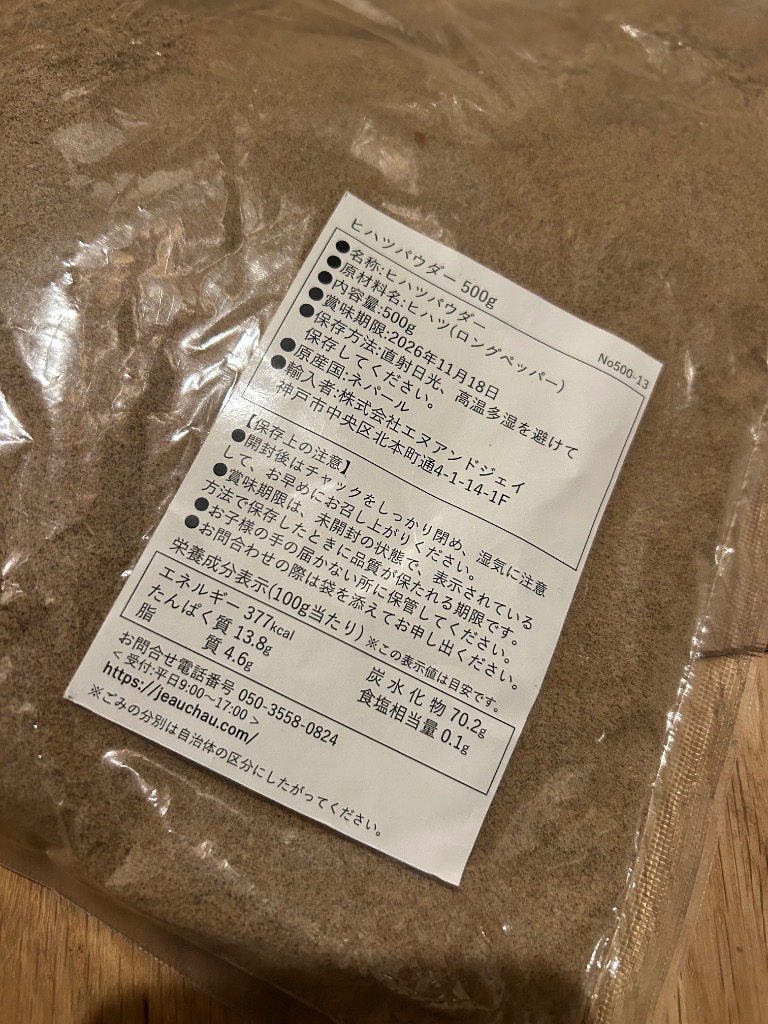 ヒハツパウダー 500g
No500-13
●名称:ヒハツパウダー
●原材料名:ヒハツ(ロングペッパー)
●内容量:500g
●賞味期限:2026年11月18日
●保存方法:直射日光、高温多湿を避けて
保存してください。
●原産国:ネパール
●輸入者:株式会社エヌアンドジェイ
神戸市中央区北本町通4-1-14-1F
【保存上の注意】
●開封後はチャックをしっかり閉め、湿気に注意
して、お早めにお召し上がりください。
●賞味期限は、未開封の状態で、表示されている
方法で保存したときに品質が保たれる期限です。
●お子様の手の届かない所に保管してください。
●お問合わせの際は袋を添えてお申し出ください。
栄養成分表示(100g当たり) ※この表示値は目安です。
エネルギー 377kcal
たんぱく質 13.8g 炭水化物 70.2g
脂質 4.6g 食塩相当量 0.1g
お問合せ電話番号 050-3558-0824
< 受付:平日9:00～17:00 >
https://jeauchau.com/
※ごみの分別は自治体の区分にしたがってください。